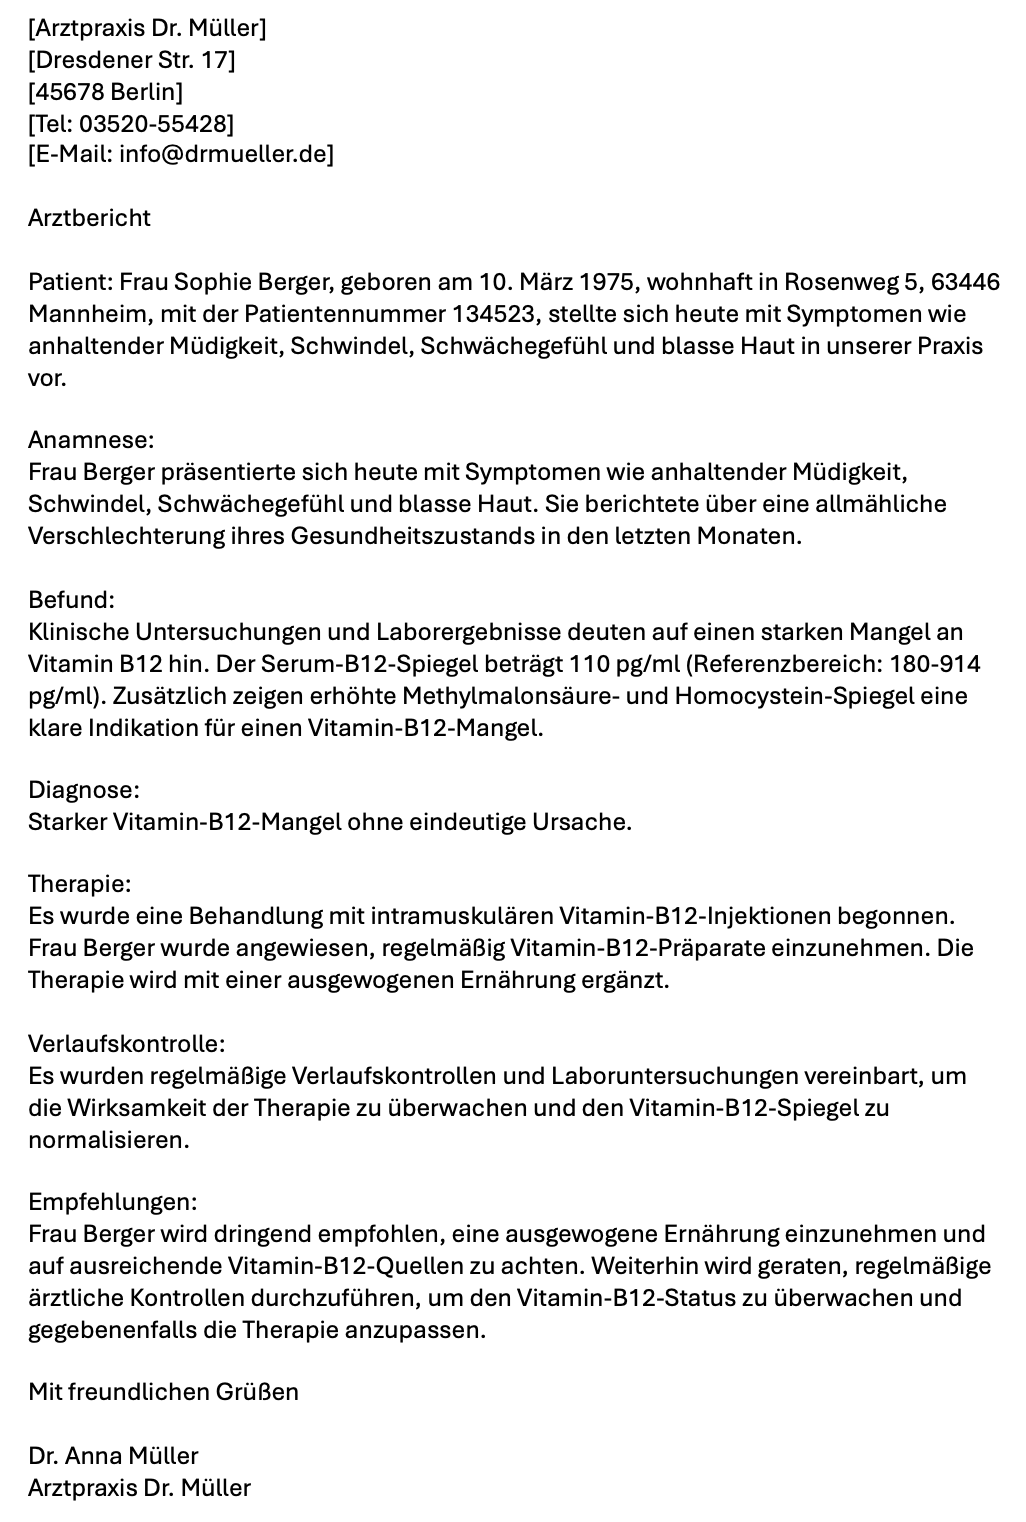 [Arztpraxis Dr. Müller]
[Dresdener Str. 17]
[45678 Berlin]
[Tel: 03520-55428]
[E-Mail: info@drmueller.de]
Arztbericht
Patient: Frau Sophie Berger, geboren am 10. März 1975, wohnhaft in Rosenweg 5, 63446
Mannheim, mit der Patientennummer 134523, stellte sich heute mit Symptomen wie
anhaltender Müdigkeit, Schwindel, Schwächegefühl und blasse Haut in unserer Praxis
vor.
Anamnese:
Frau Berger präsentierte sich heute mit Symptomen wie anhaltender Müdigkeit,
Schwindel, Schwächegefühl und blasse Haut. Sie berichtete über eine allmähliche
Verschlechterung ihres Gesundheitszustands in den letzten Monaten.
Befund:
Klinische Untersuchungen und Laborergebnisse deuten auf einen starken Mangel an
Vitamin B12 hin. Der Serum-B12-Spiegel beträgt 110 pg/ml (Referenzbereich: 180-914
pg/ml). Zusätzlich zeigen erhöhte Methylmalonsäure- und Homocystein-Spiegel eine
klare Indikation für einen Vitamin-B12-Mangel.
Diagnose:
Starker Vitamin-B12-Mangel ohne eindeutige Ursache.
Therapie:
Es wurde eine Behandlung mit intramuskulären Vitamin-B12-Injektionen begonnen.
Frau Berger wurde angewiesen, regelmäßig Vitamin-B12-Präparate einzunehmen. Die
Therapie wird mit einer ausgewogenen Ernährung ergänzt.
Verlaufskontrolle:
Es wurden regelmäßige Verlaufskontrollen und Laboruntersuchungen vereinbart, um
die Wirksamkeit der Therapie zu überwachen und den Vitamin-B12-Spiegel zu
normalisieren.
Empfehlungen:
Frau Berger wird dringend empfohlen, eine ausgewogene Ernährung einzunehmen und
auf ausreichende Vitamin-B12-Quellen zu achten. Weiterhin wird geraten, regelmäßige
ärztliche Kontrollen durchzuführen, um den Vitamin-B12-Status zu überwachen und
gegebenenfalls die Therapie anzupassen.
Mit freundlichen Grüßen
Dr. Anna Müller
Arztpraxis Dr. Müller